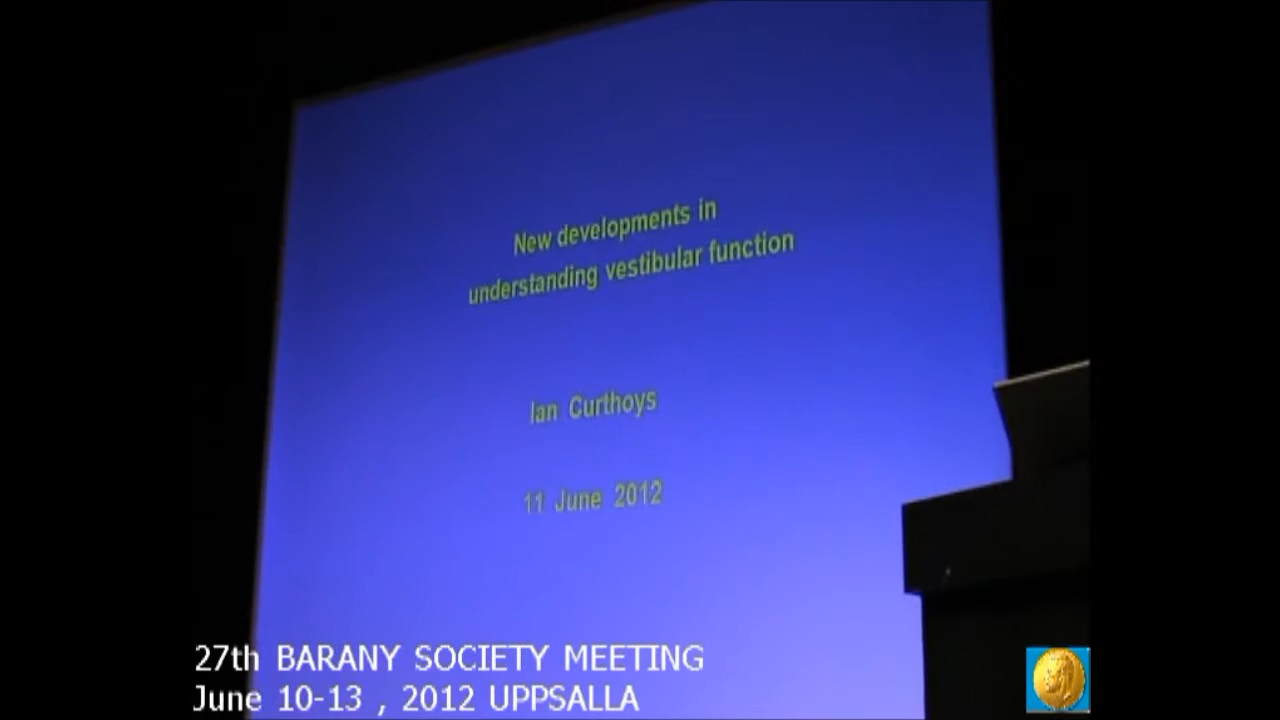 New developments in
understanding vestibular function
Ian Curthoys
11 June 2012
27th BARANY SOCIETY MEETING
June 10-13 , 2012 UPPSALLA